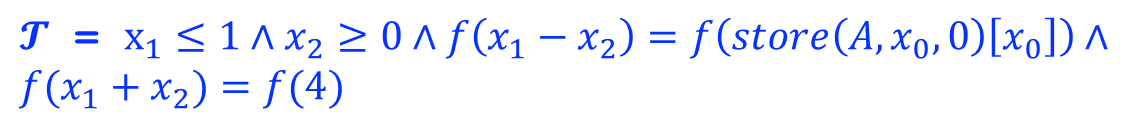 𝓣 = x₁ ≤ 1 ∧ x₂ ≥ 0 ∧ f(x₁ − x₂) = f(store(A, x₀, 0)[x₀]) ∧
f(x₁ + x₂) = f(4)